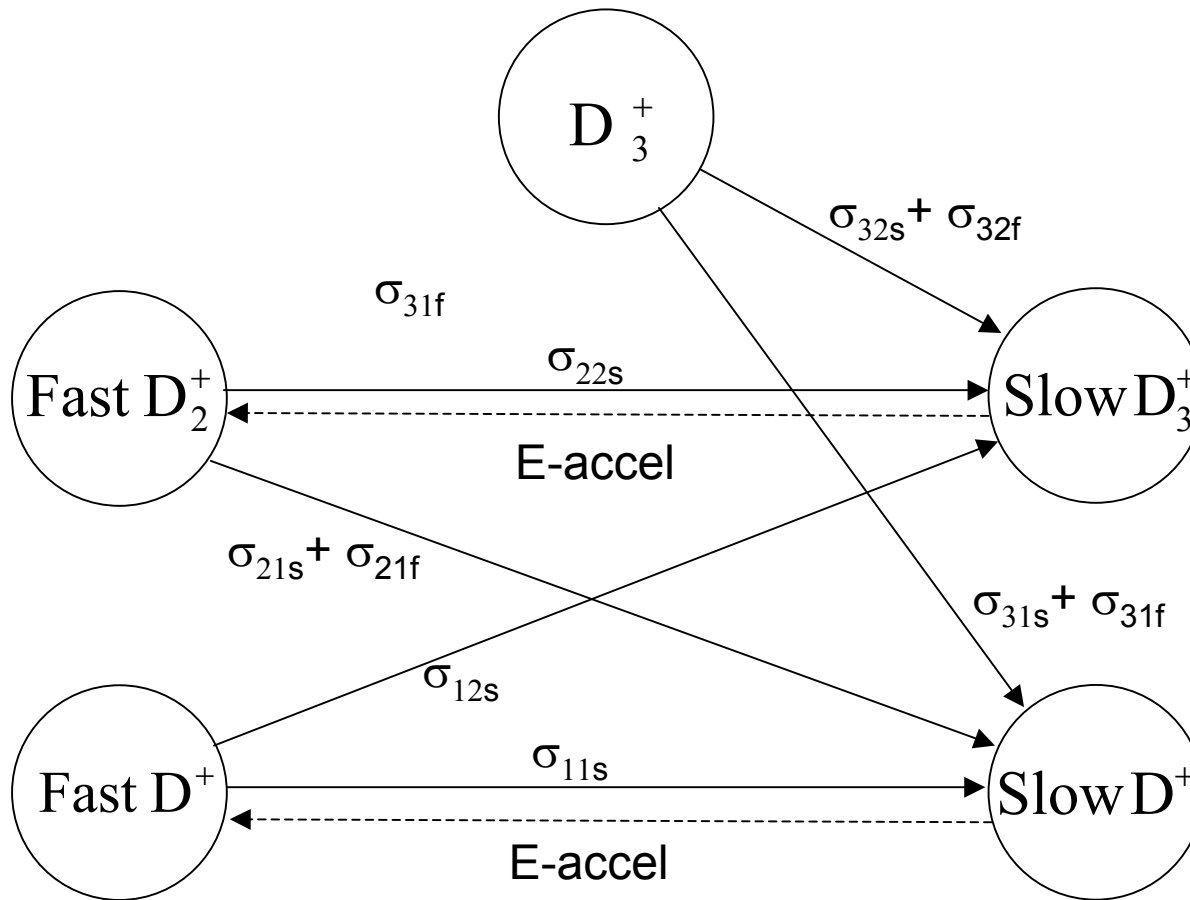 D₃⁺
σ₃₂ₛ+ σ₃₂f
σ₃₁f
σ₂₂ₛ
Fast D₂⁺
Slow D₃⁺
E-accel
σ₂₁ₛ+ σ₂₁f
σ₃₁ₛ+ σ₃₁f
σ₁₂ₛ
σ₁₁ₛ
Fast D⁺
Slow D⁺
E-accel